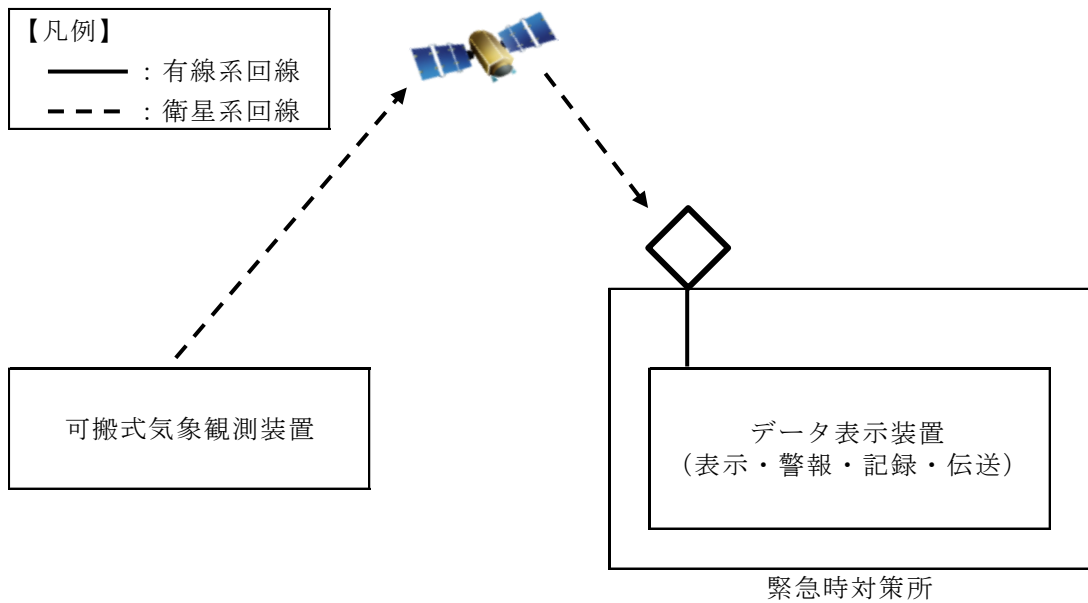 【凡例】
：有線系回線
：衛星系回線
可搬式気象観測装置
データ表示装置
（表示・警報・記録・伝送）
緊急時対策所